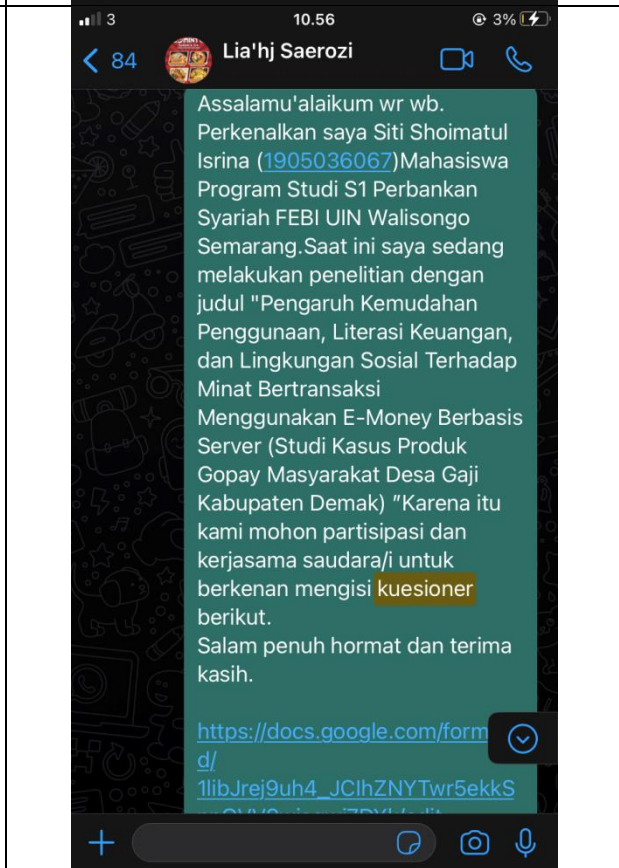 3
10.56
3%
84
Lia'hj Saerozi
Assalamu'alaikum wr wb.
Perkenalkan saya Siti Shoimatul
Isrina (1905036067)Mahasiswa
Program Studi S1 Perbankan
Syariah FEBI UIN Walisongo
Semarang.Saat ini saya sedang
melakukan penelitian dengan
judul "Pengaruh Kemudahan
Penggunaan, Literasi Keuangan,
dan Lingkungan Sosial Terhadap
Minat Bertransaksi
Menggunakan E-Money Berbasis
Server (Studi Kasus Produk
Gopay Masyarakat Desa Gaji
Kabupaten Demak) "Karena itu
kami mohon partisipasi dan
kerjasama saudara/i untuk
berkenan mengisi kuesioner
berikut.
Salam penuh hormat dan terima
kasih.
https://docs.google.com/form
d/
1libJrej9uh4_JClhZNYTwr5ekkS